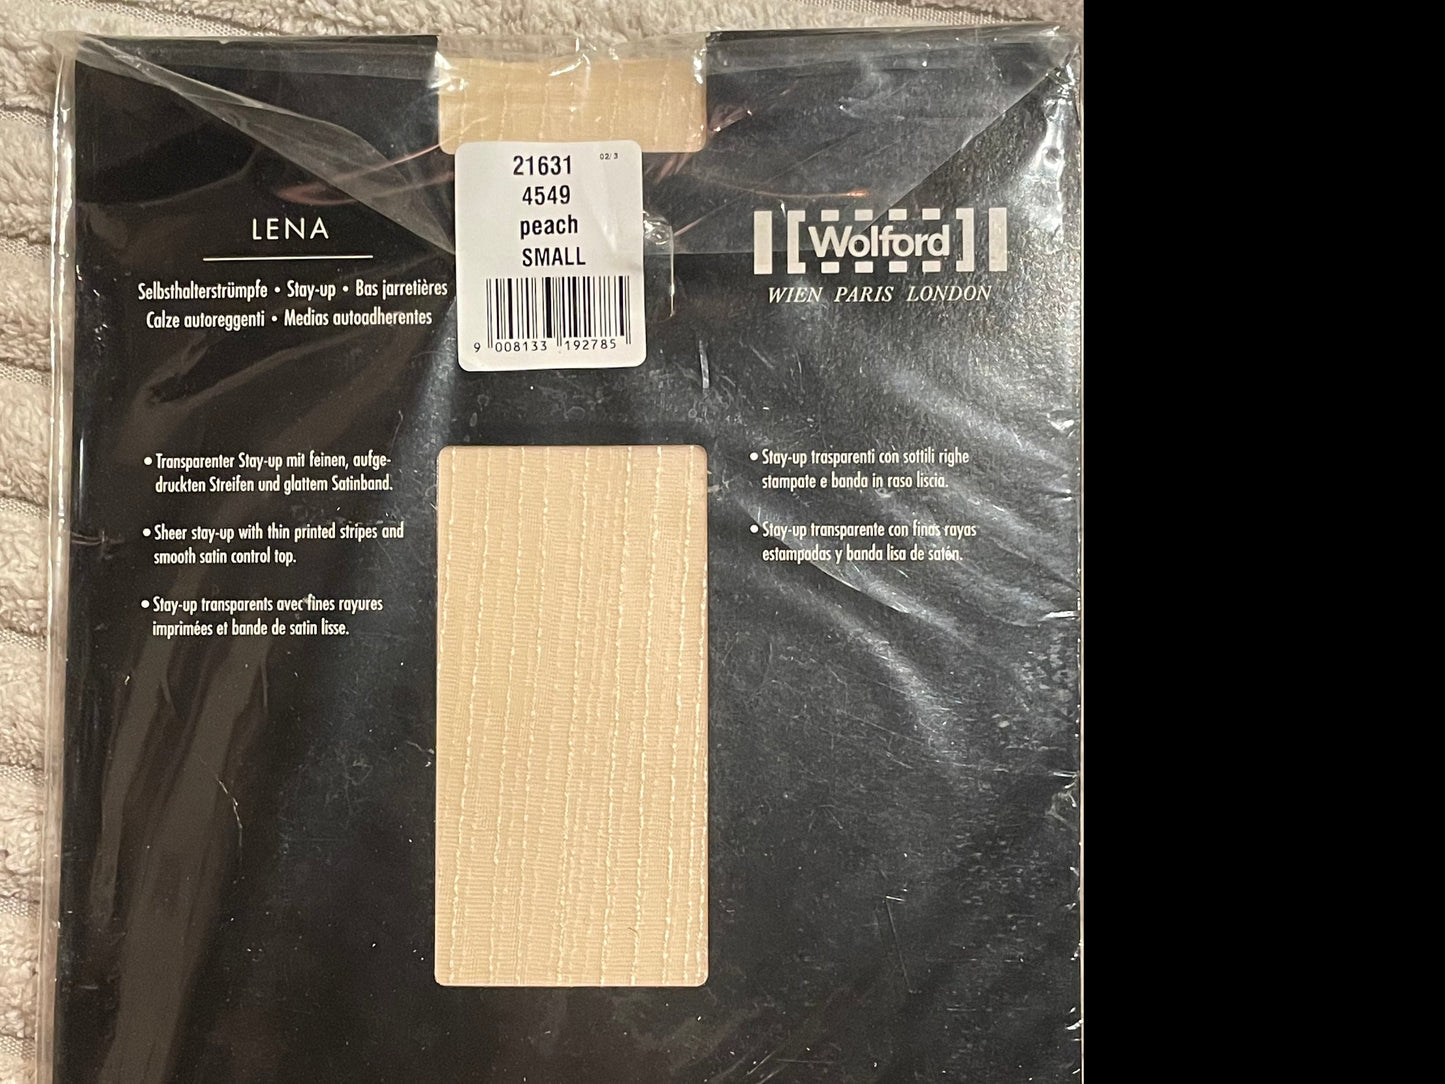 21631 02/3
4549
peach
SMALL
9 008133 192785
LENA
Selbsthalterstrümpfe • Stay-up • Bas jarretières
Calze autoreggenti • Medias autoadherentes
Wolford
WIEN PARIS LONDON
• Transparenter Stay-up mit feinen, aufge-
druckten Streifen und glattem Satinband.
• Sheer stay-up with thin printed stripes and
smooth satin control top.
• Stay-up transparents avec fines rayures
imprimées et bande de satin lisse.
• Stay-up trasparenti con sottili righe
stampate e banda in raso liscia.
• Stay-up transparente con finas rayas
estampadas y banda lisa de satén.